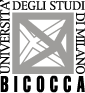 UNIVERSITA'
DEGLI STUDI
DI MILANO
BICOCCA